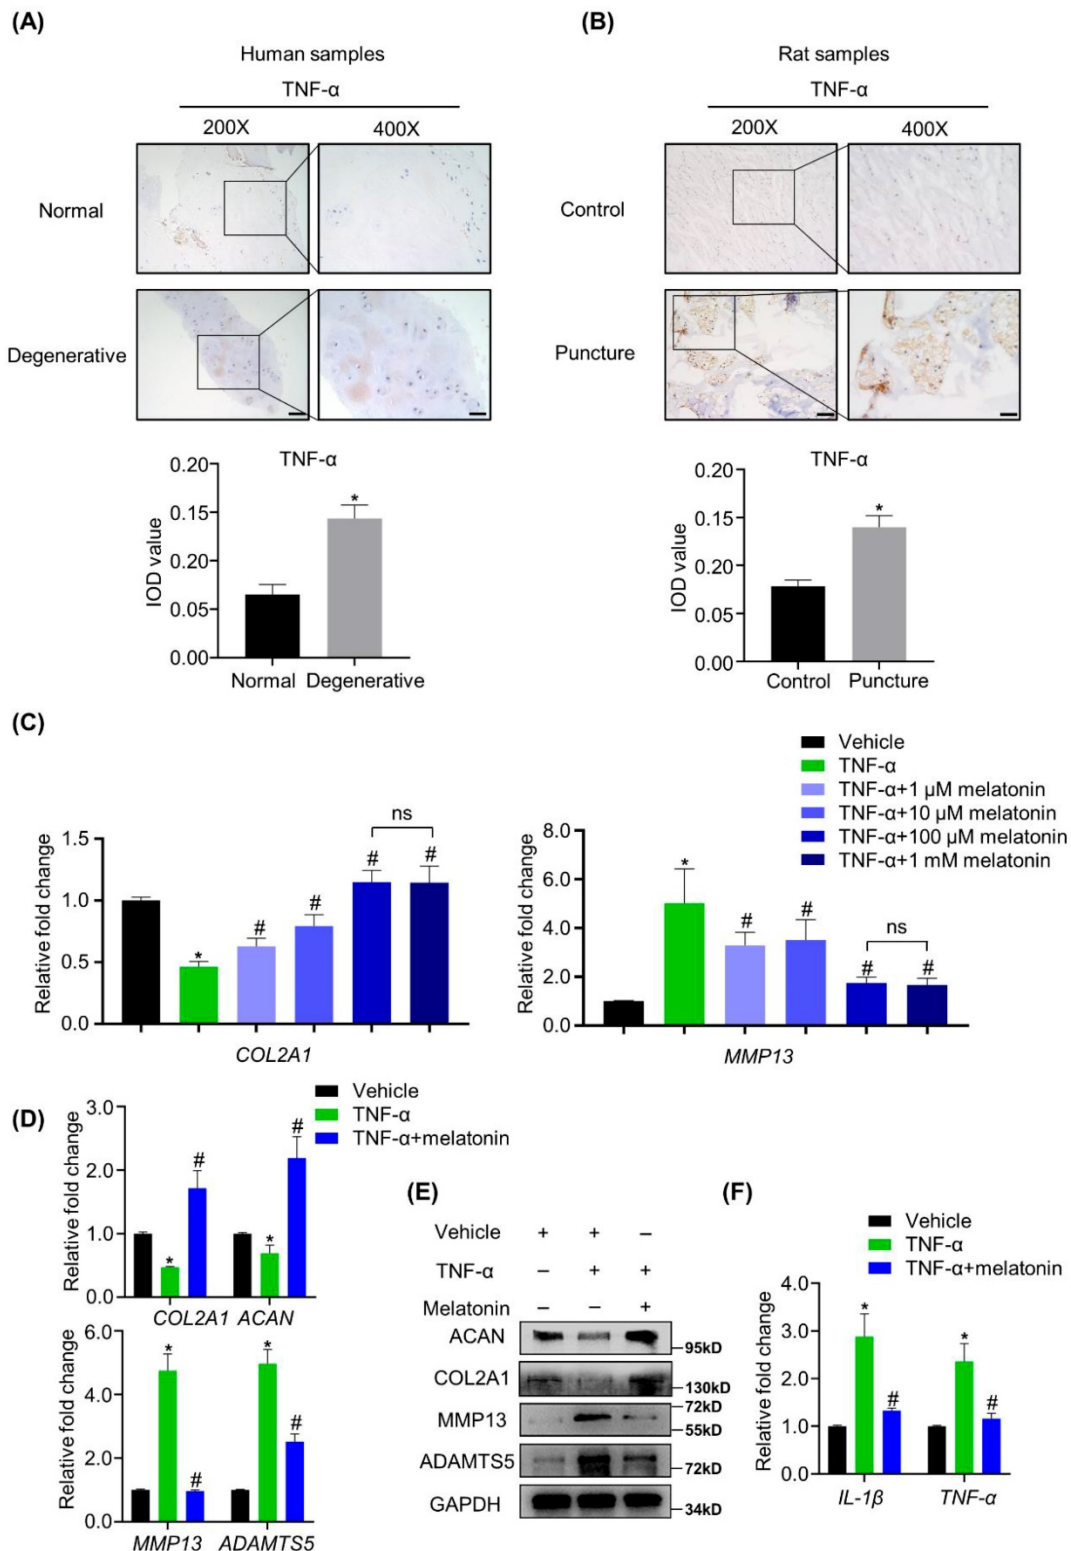 (A)
Human samples
TNF-α
200X 400X
Normal
Degenerative
TNF-α
IOD value
0.20
0.15
0.20
0.05
0.00
Normal Degenerative
(B)
Rat samples
TNF-α
200X 400X
Control
Puncture
TNF-α
IOD value
0.20
0.15
0.20
0.05
0.00
Control Puncture
*
*
(C)
Vehicle
TNF-α
TNF-α+1 μM melatonin
TNF-α+10 μM melatonin
TNF-α+100 μM melatonin
TNF-α+1 mM melatonin
Relative fold change
1.5
1.0
0.5
0.0
* # # # #
ns
COL2A1
Relative fold change
8.0
6.0
4.0
2.0
0.0
* # # # #
ns
MMP13
(D)
Vehicle
TNF-α
TNF-α+melatonin
Relative fold change
3.0
2.0
1.0
0.0
* # * #
COL2A1 ACAN
Relative fold change
6.0
4.0
2.0
0.0
* # * #
MMP13 ADAMTS5
(E)
Vehicle + + –
TNF-α – + +
Melatonin – – +
ACAN
95kD
COL2A1
130kD
MMP13
72kD
55kD
ADAMTS5
72kD
GAPDH
34kD
(F)
Vehicle
TNF-α
TNF-α+melatonin
Relative fold change
4.0
3.0
2.0
1.0
0.0
* # * #
IL-1β TNF-α